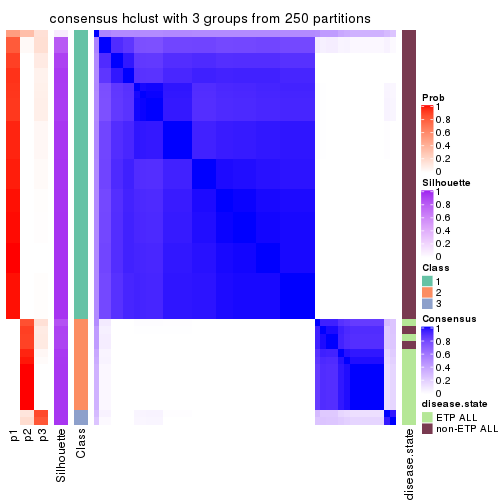 consensus hclust with 3 groups from 250 partitions
Prob
1
0.8
0.6
0.4
0.2
0
Silhouette
1
0.8
0.6
0.4
0.2
0
Class
1
2
3
Consensus
1
0.8
0.6
0.4
0.2
0
disease.state
ETP ALL
non-ETP ALL
p1
p2
p3
Silhouette
Class
disease.state